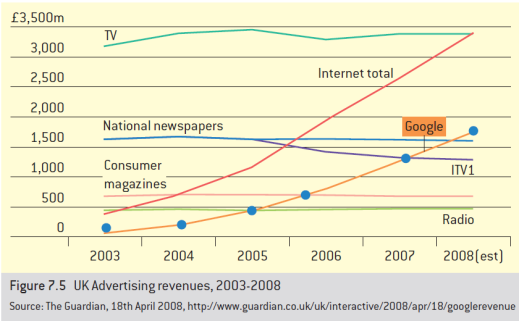 £3,500m
TV
3,000
Internet total
2,500
2,000
National newspapers
Google
1,500
Consumer
magazines
ITV1
1,000
500
Radio
0
2003 2004 2005 2006 2007 2008(est)
Figure 7.5 UK Advertising revenues, 2003-2008
Source: The Guardian, 18th April 2008, http://www.guardian.co.uk/uk/interactive/2008/apr/18/googlerevenue